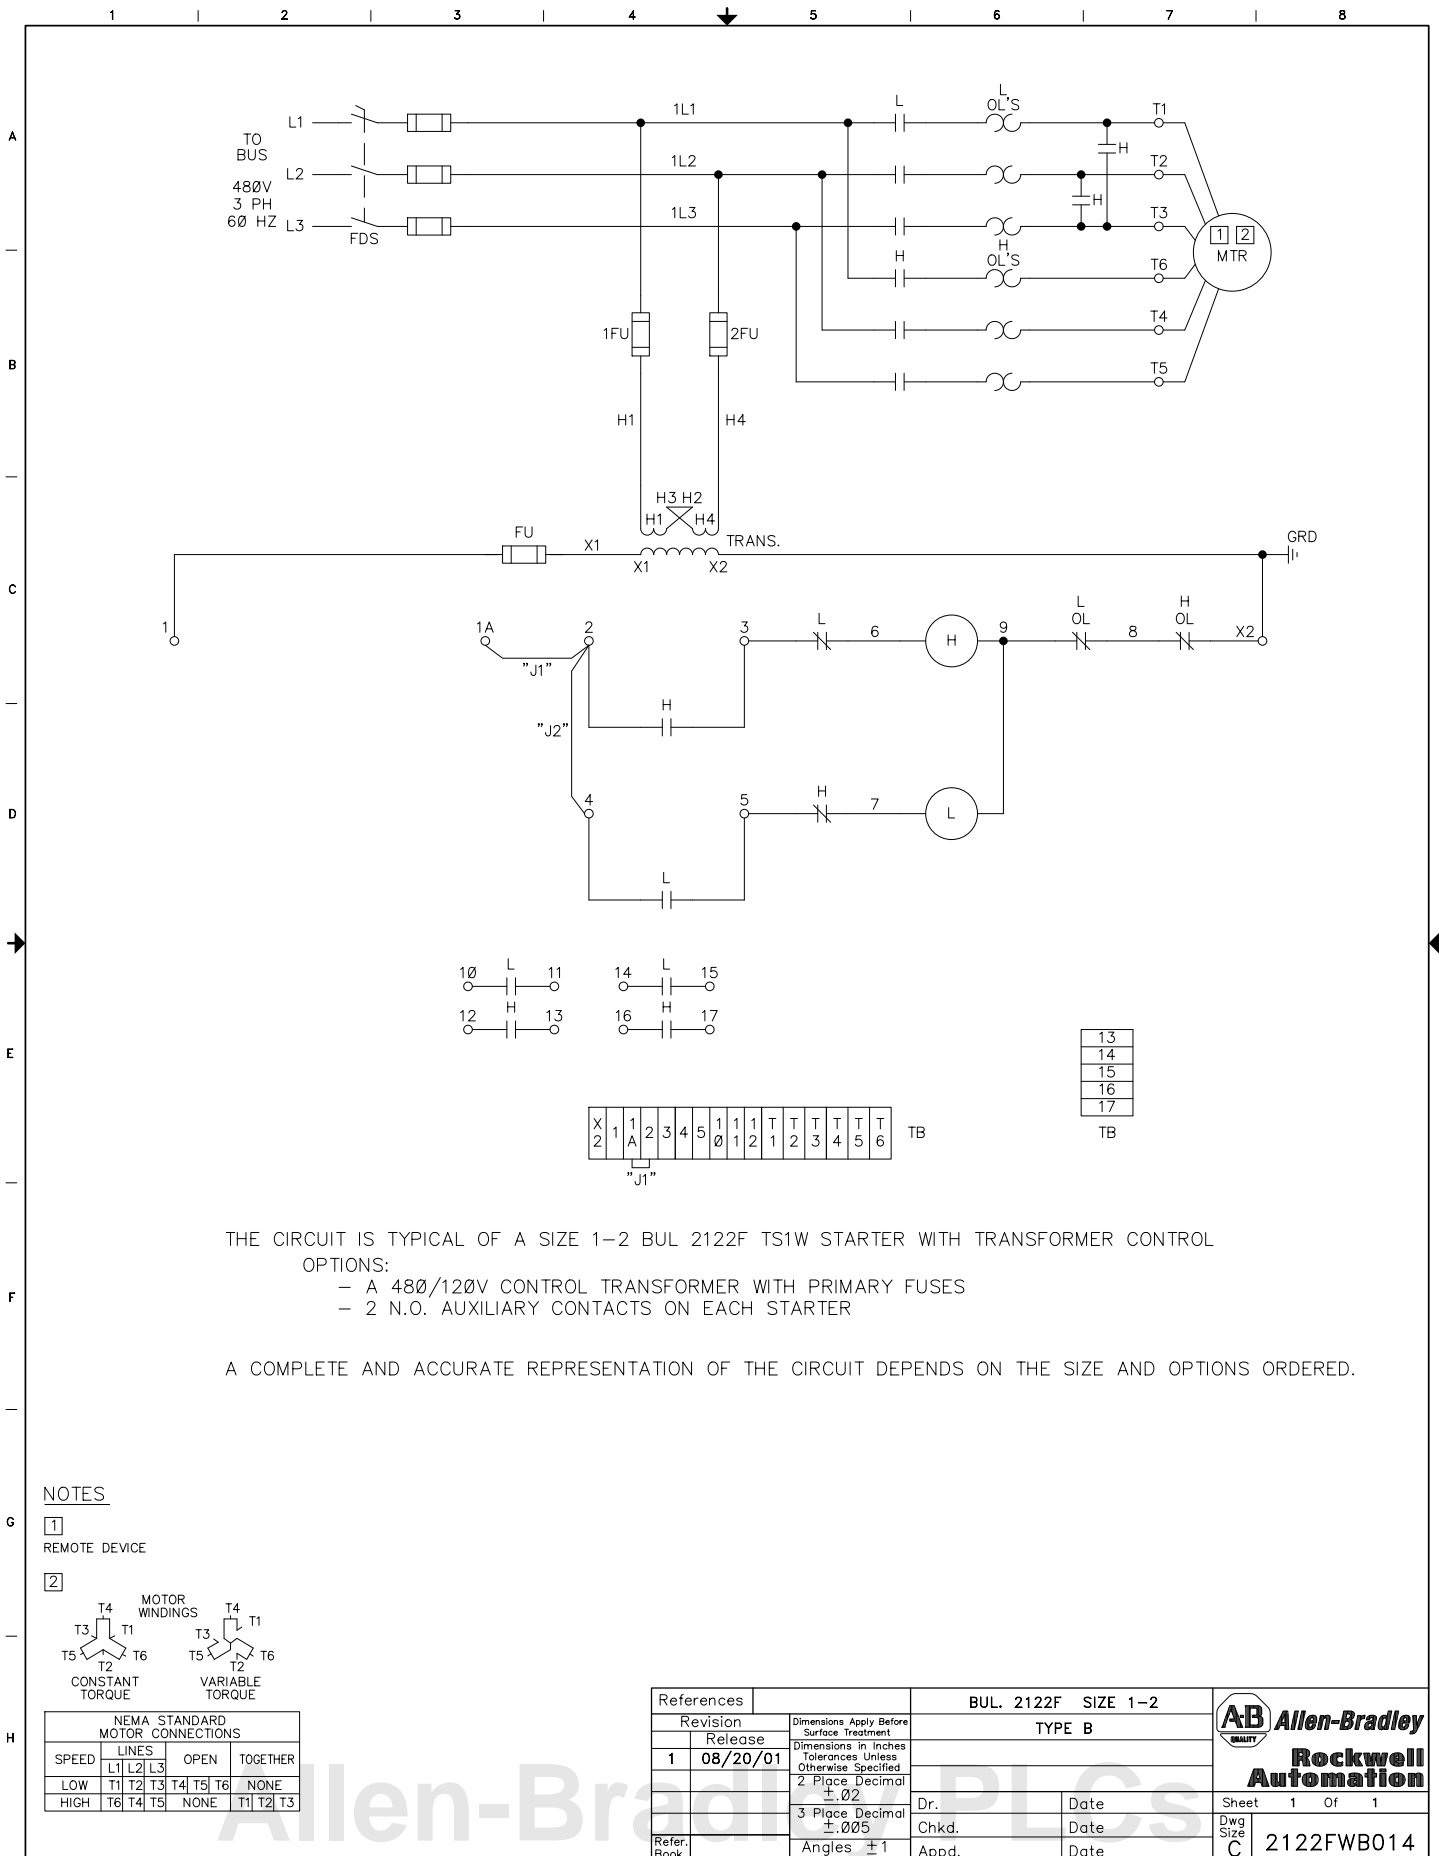 1 2 3 4 5 6 7 8
A
B
C
D
E
F
G
H
L1
L2
L3
TO
BUS
48ØV
3 PH
6Ø HZ
FDS
1L1
1L2
1L3
L
L
OL'S
H
H
H
H
OL'S
T1
T2
T3
T6
T4
T5
1 2
MTR
1FU
2FU
H1
H4
H3 H2
H1 H4
TRANS.
FU
X1
X1 X2
GRD
1
1A
2
3
L
6
H
9
L
OL
8
H
OL
X2
"J1"
"J2"
H
4
5
H
7
L
L
1Ø L 11
14 L 15
12 H 13
16 H 17
13
14
15
16
17
TB
X2 1 1A 2 3 4 5 1Ø 11 12 T1 T2 T3 T4 T5 T6 TB
"J1"
THE CIRCUIT IS TYPICAL OF A SIZE 1-2 BUL 2122F TS1W STARTER WITH TRANSFORMER CONTROL
OPTIONS:
- A 48Ø/12ØV CONTROL TRANSFORMER WITH PRIMARY FUSES
- 2 N.O. AUXILIARY CONTACTS ON EACH STARTER
A COMPLETE AND ACCURATE REPRESENTATION OF THE CIRCUIT DEPENDS ON THE SIZE AND OPTIONS ORDERED.
NOTES
1
REMOTE DEVICE
2
MOTOR
WINDINGS
T4
T3 T1
T5 T6
T2
CONSTANT
TORQUE
T4
T1
T3
T5 T6
T2
VARIABLE
TORQUE
NEMA STANDARD
MOTOR CONNECTIONS
SPEED LINES OPEN TOGETHER
L1 L2 L3
LOW T1 T2 T3 T4 T5 T6 NONE
HIGH T6 T4 T5 NONE T1 T2 T3
References
Revision
Release
1 08/20/01
Refer.
Book
Dimensions Apply Before
Surface Treatment
Dimensions in Inches
Tolerances Unless
Otherwise Specified
2 Place Decimal
±.02
3 Place Decimal
±.005
Angles ±1
BUL. 2122F SIZE 1-2
TYPE B
Dr. Date
Chkd. Date
Appd. Date
A-B
QUALITY
Allen-Bradley
Rockwell
Automation
Sheet 1 Of 1
Dwg
Size
C
2122FWB014
Allen-Bradley PLCs